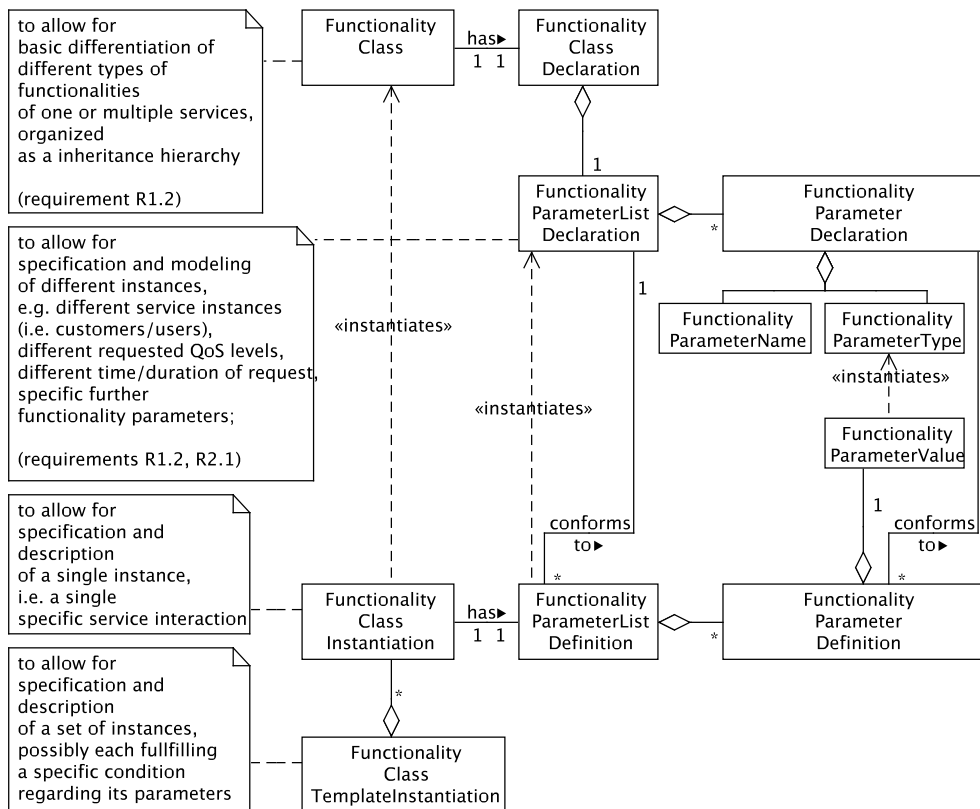 to allow for
basic differentiation of
different types of
functionalities
of one or multiple services,
organized
as a inheritance hierarchy
(requirement R1.2)
Functionality
Class
has▶
1 1
Functionality
Class
Declaration
1
to allow for
specification and modeling
of different instances,
e.g. different service instances
(i.e. customers/users),
different requested QoS levels,
different time/duration of request,
specific further
functionality parameters;
(requirements R1.2, R2.1)
Functionality
ParameterList
Declaration
*
Functionality
Parameter
Declaration
1
Functionality
ParameterName
Functionality
ParameterType
«instantiates»
«instantiates»
«instantiates»
Functionality
ParameterValue
1
conforms
to▶
*
conforms
to▶
*
to allow for
specification and
description
of a single instance,
i.e. a single
specific service interaction
Functionality
Class
Instantiation
has▶
1 1
Functionality
ParameterList
Definition
*
Functionality
Parameter
Definition
*
to allow for
specification and
description
of a set of instances,
possibly each fullfilling
a specific condition
regarding its parameters
Functionality
Class
TemplateInstantiation